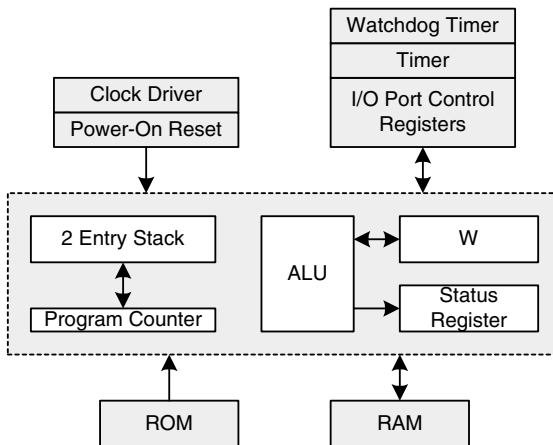 Watchdog Timer
Timer
I/O Port Control
Registers
Clock Driver
Power-On Reset
2 Entry Stack
Program Counter
ALU
W
Status
Register
ROM
RAM